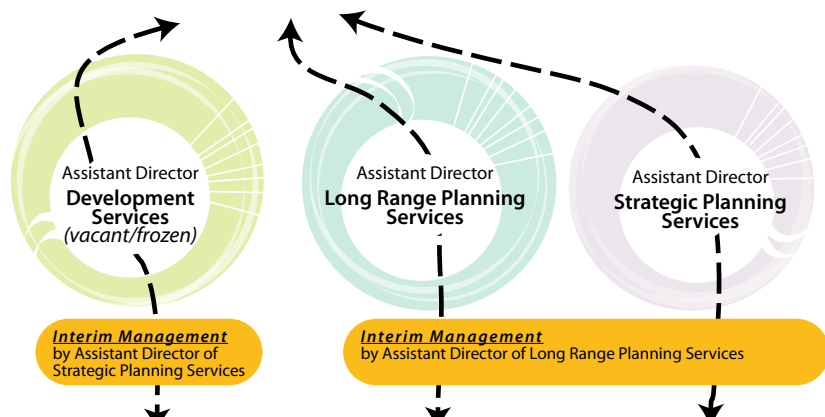 Assistant Director
Development
Services
(vacant/frozen)
Assistant Director
Long Range Planning
Services
Assistant Director
Strategic Planning
Services
Interim Management
by Assistant Director of
Strategic Planning Services
Interim Management
by Assistant Director of Long Range Planning Services